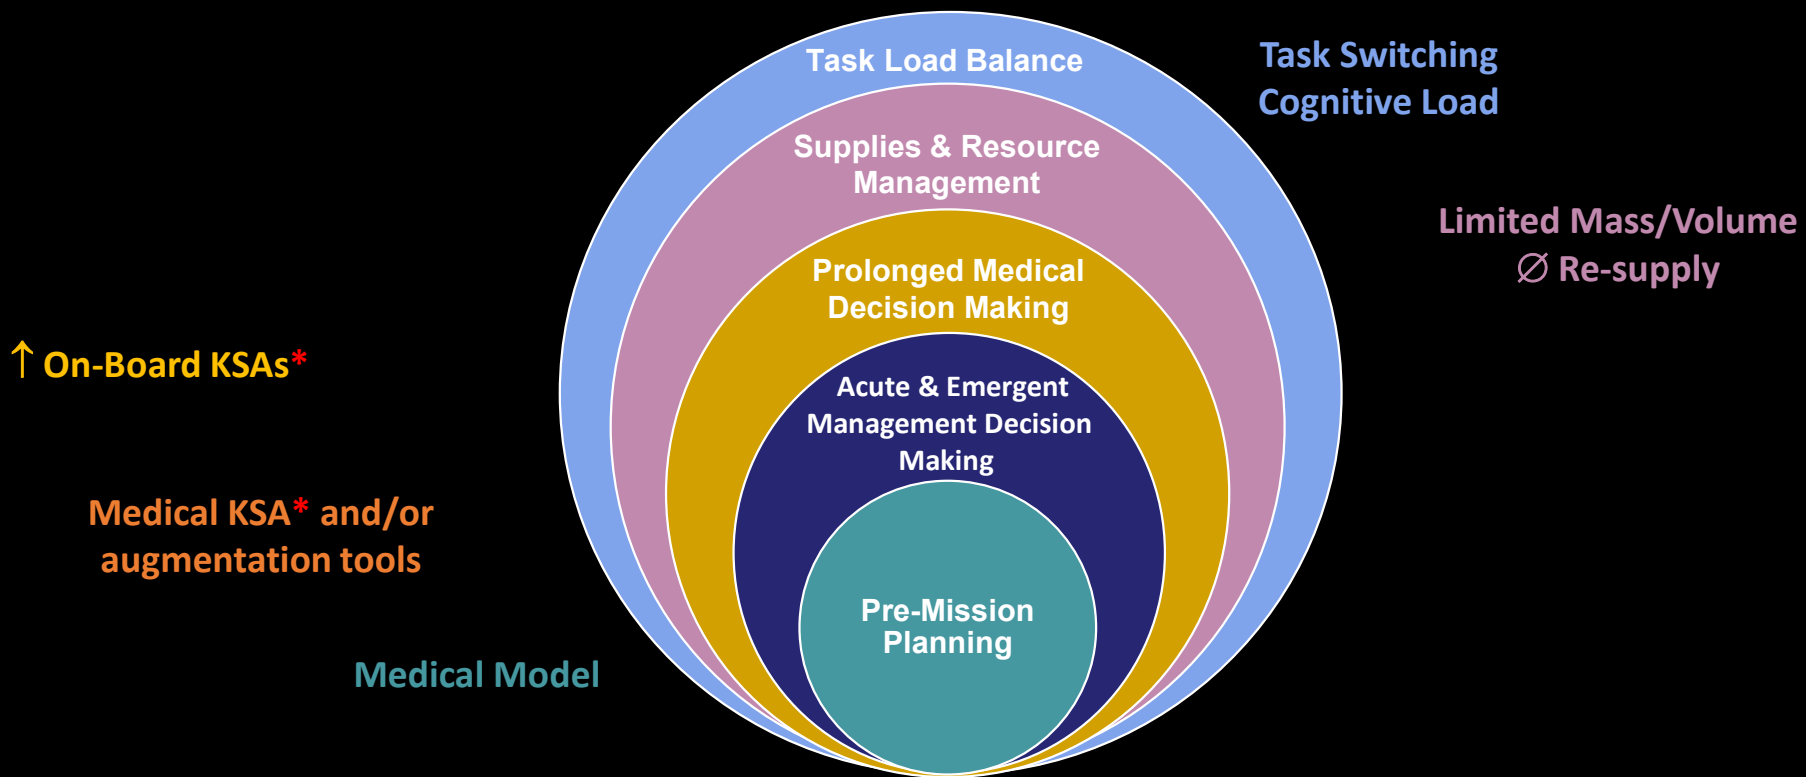 Task Load Balance
Supplies & Resource
Management
Prolonged Medical
Decision Making
Acute & Emergent
Management Decision
Making
Pre-Mission
Planning
Task Switching
Cognitive Load
Limited Mass/Volume
∅ Re-supply
↑ On-Board KSAs*
Medical KSA* and/or
augmentation tools
Medical Model